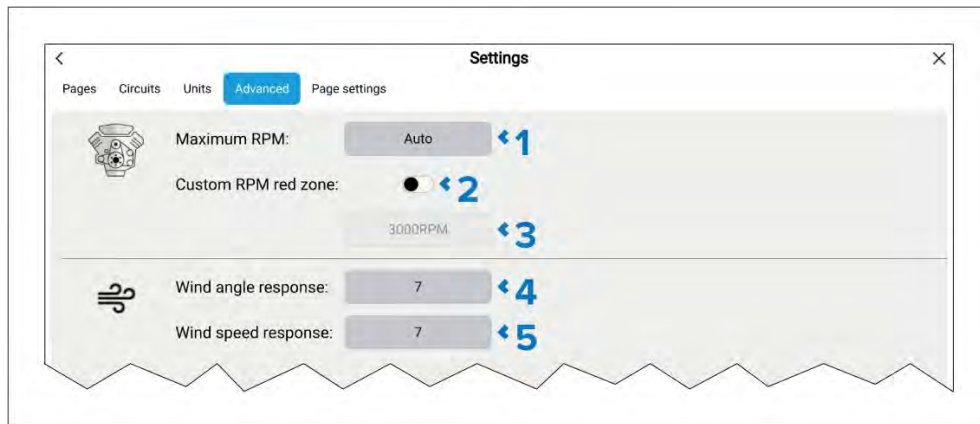 Settings
Pages Circuits Units Advanced Page settings
Maximum RPM: Auto 1
Custom RPM red zone: 2
3000RPM 3
Wind angle response: 7 4
Wind speed response: 7 5